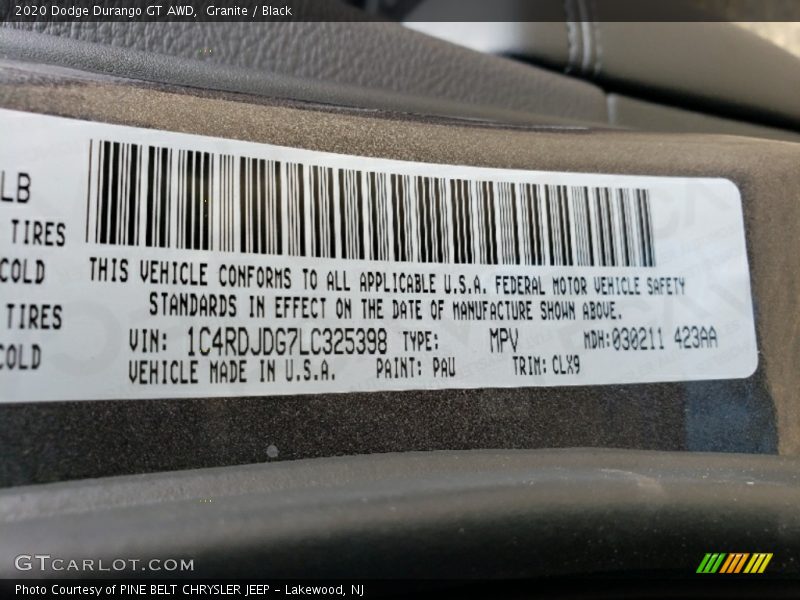 2020 Dodge Durango GT AWD, Granite / Black
LB
TIRES
COLD
TIRES
COLD
THIS VEHICLE CONFORMS TO ALL APPLICABLE U.S.A. FEDERAL MOTOR VEHICLE SAFETY
STANDARDS IN EFFECT ON THE DATE OF MANUFACTURE SHOWN ABOVE.
VIN: 1C4RDJDG7LC325398 TYPE: MPV MDH:030211 423AA
VEHICLE MADE IN U.S.A. PAINT: PAU TRIM: CLX9
GTCARLOT.COM
Photo Courtesy of PINE BELT CHRYSLER JEEP - Lakewood, NJ